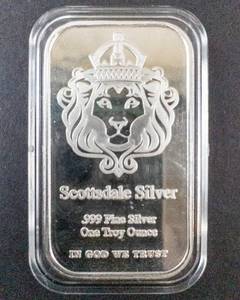 Scottsdale Silver
.999 Fine Silver
One Troy Ounce
IN GOD WE TRUST